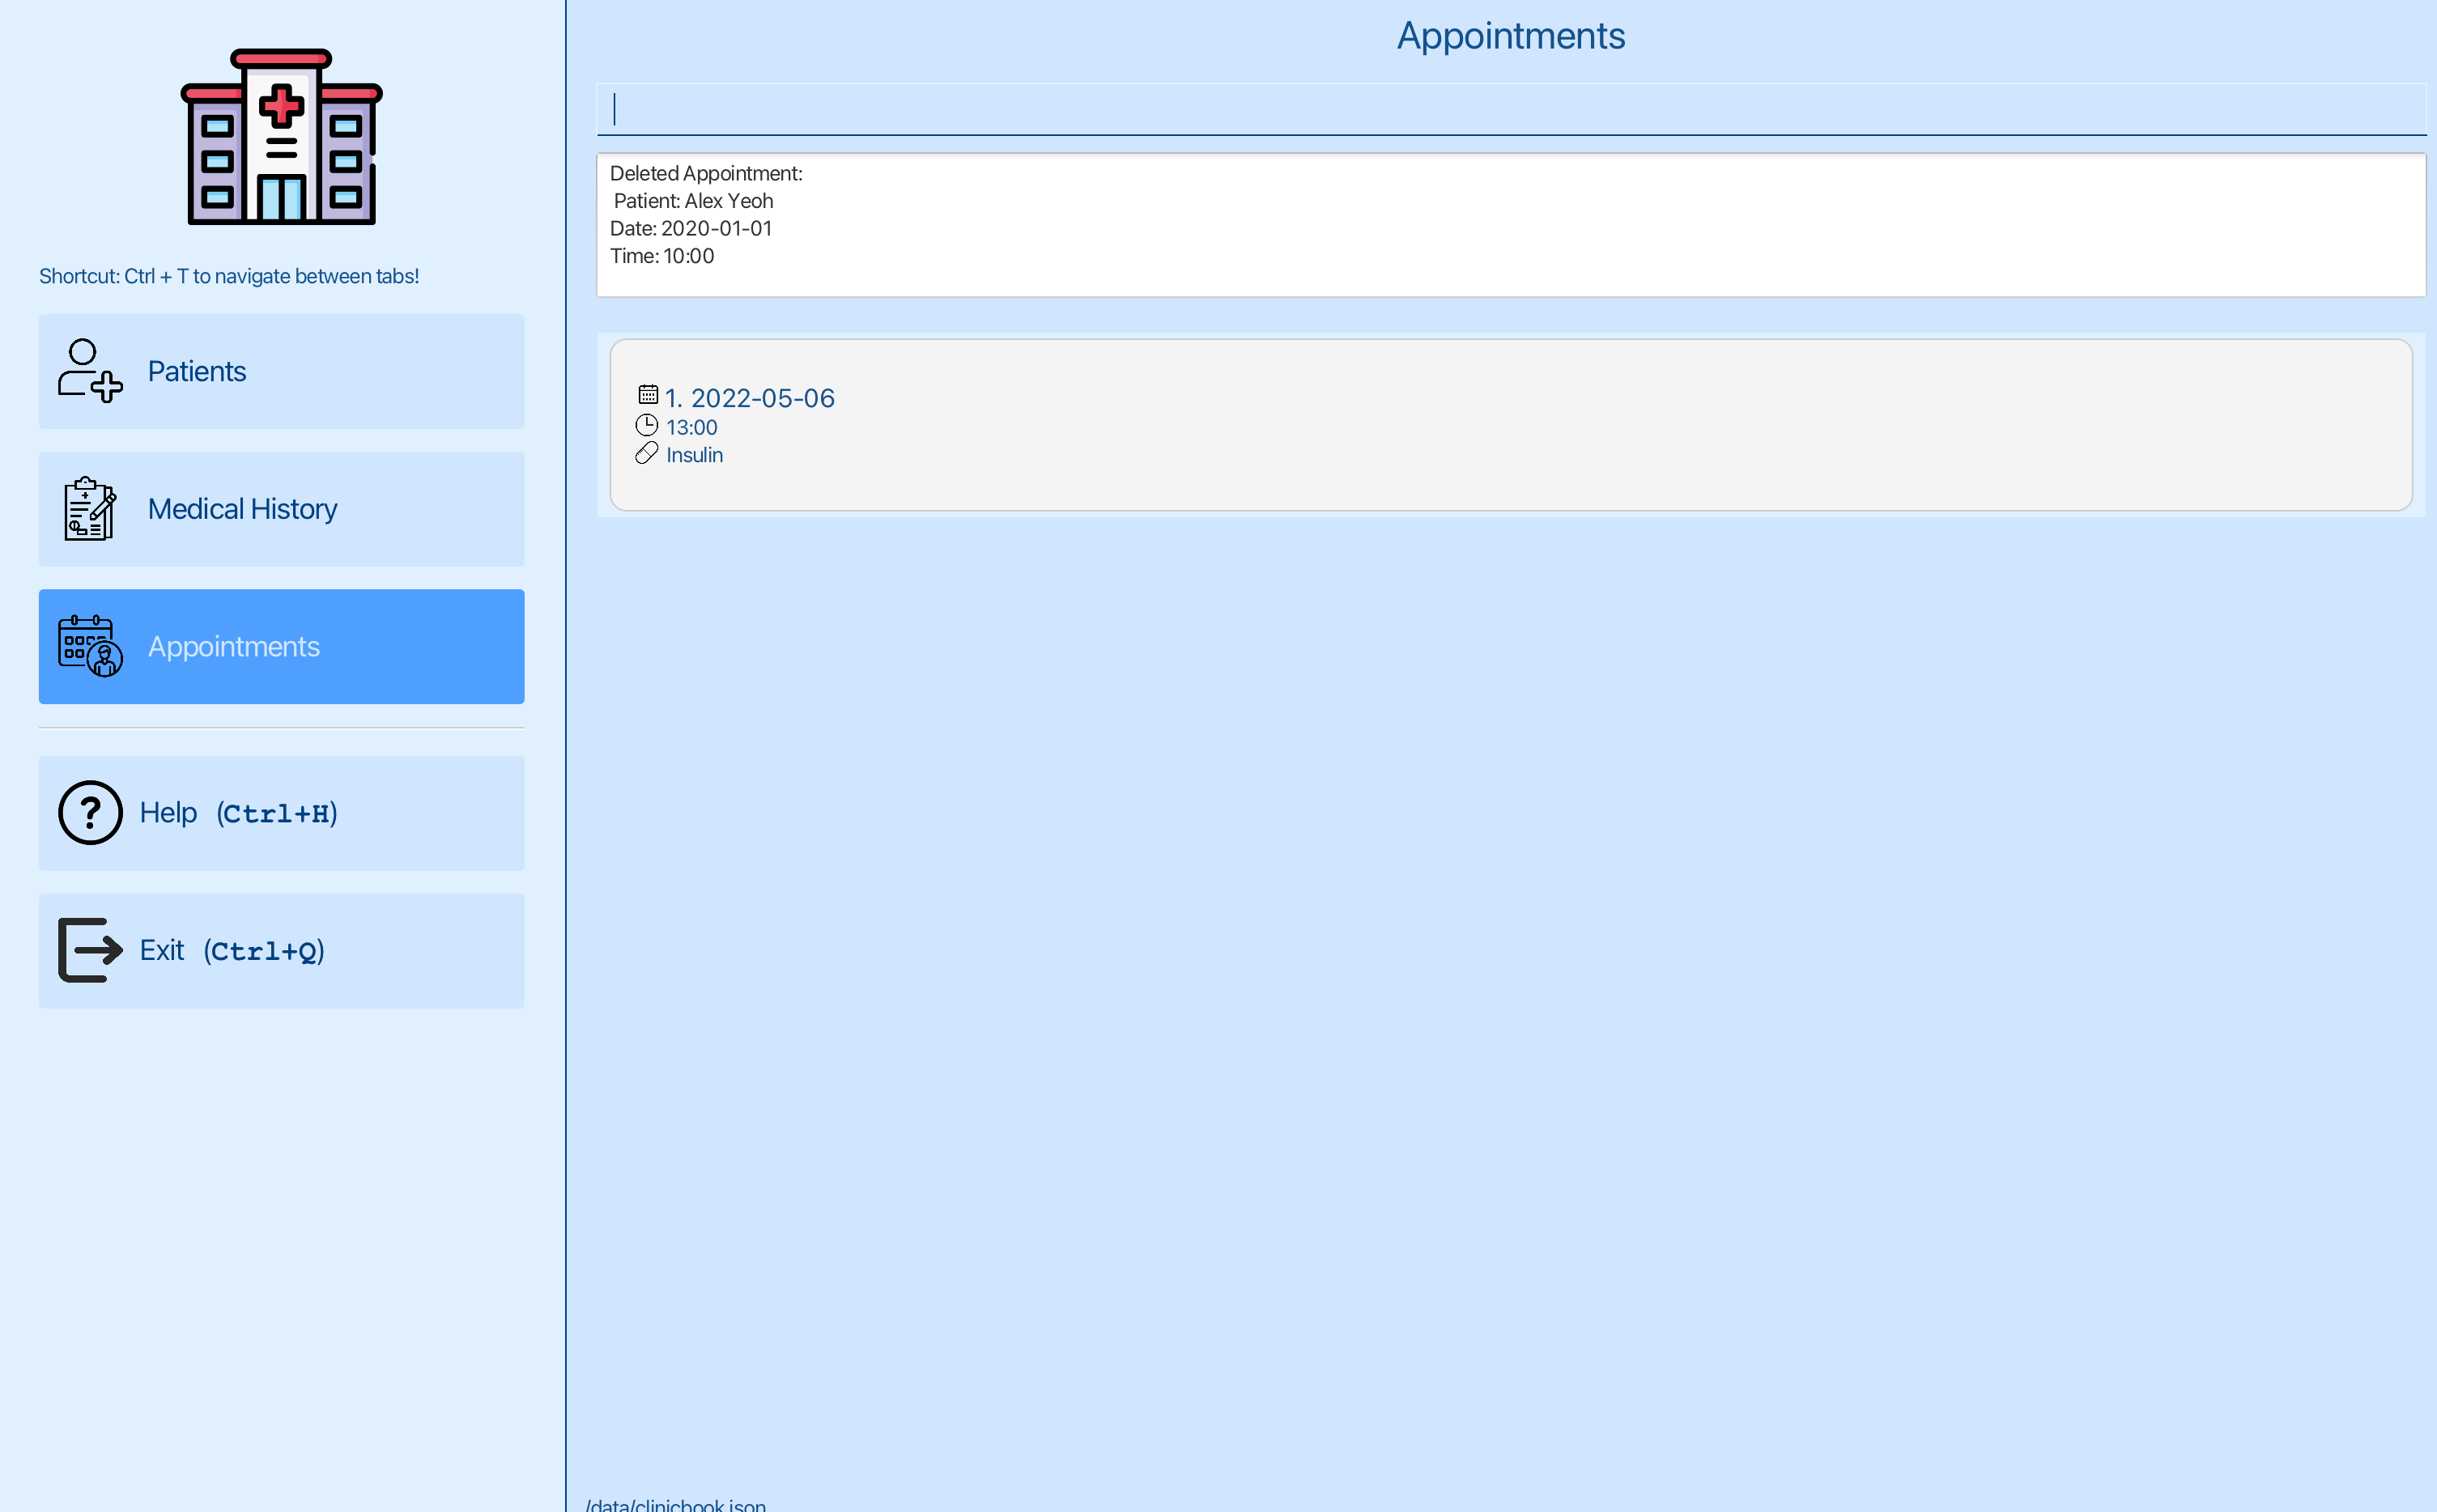 Shortcut: Ctrl + T to navigate between tabs!
Patients
Medical History
Appointments
Help (Ctrl+H)
Exit (Ctrl+Q)
Appointments
Deleted Appointment:
Patient: Alex Yeoh
Date: 2020-01-01
Time: 10:00
1. 2022-05-06
13:00
Insulin
/data/clinicbook.json